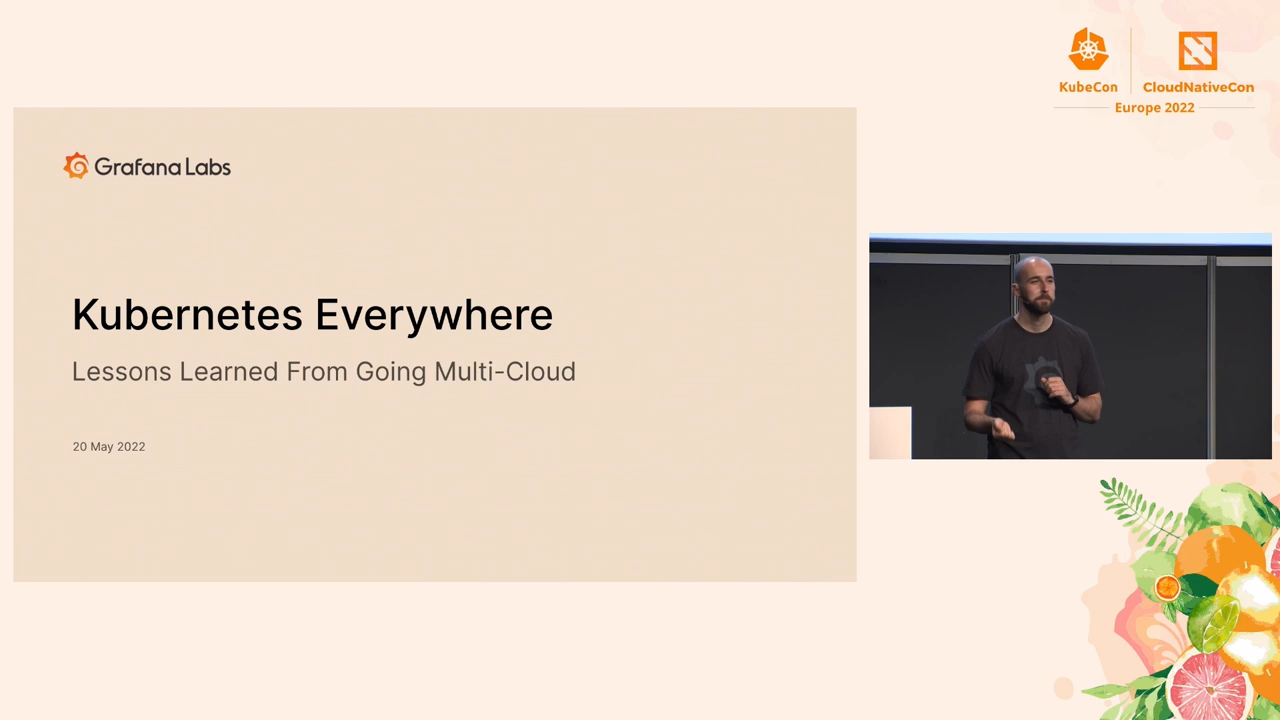 KubeCon
CloudNativeCon
Europe 2022
Grafana Labs
Kubernetes Everywhere
Lessons Learned From Going Multi-Cloud
20 May 2022